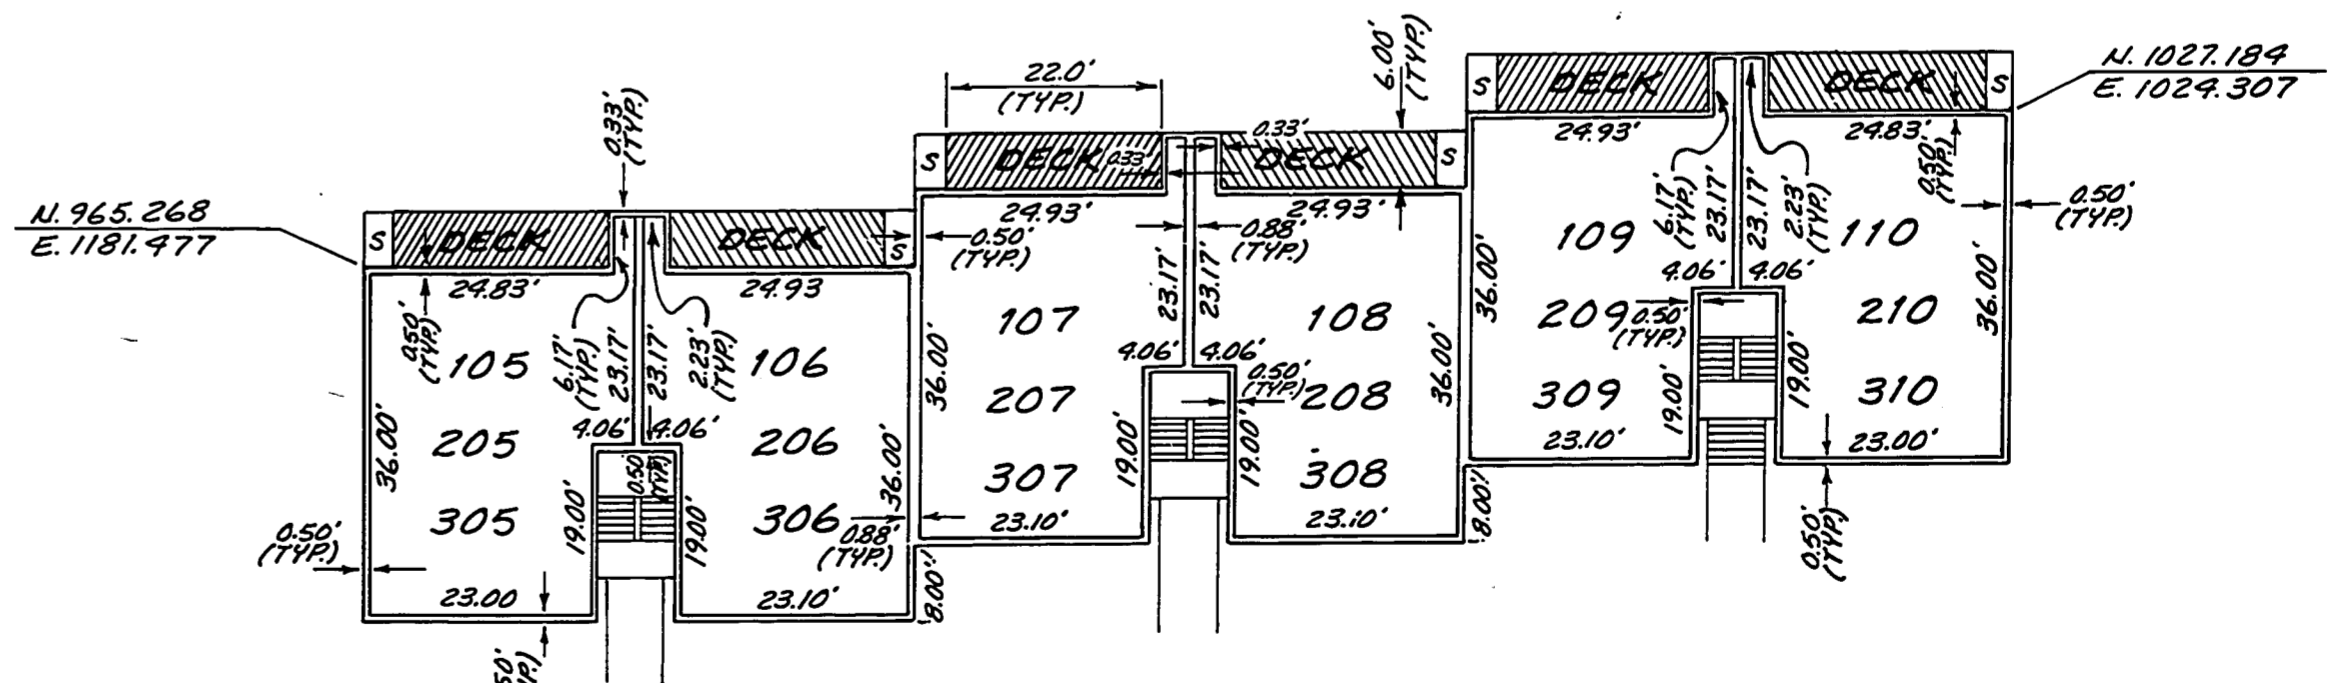 N. 965.268
E. 1181.477
S
DECK
DECK
S
0.33'
(TYP.)
24.83'
24.93
0.50'
(TYP.)
0.50'
(TYP.)
6.17'
(TYP.)
23.17'
23.17'
2.23'
(TYP.)
105
106
4.06'
4.06'
36.00'
205
206
36.00'
0.50
(TYP.)
19.00'
19.00'
305
306
0.88'
(TYP.)
0.50'
(TYP.)
23.00
23.10'
8.00'
22.0'
(TYP.)
6.00'
(TYP.)
S
DECK
0.33'
0.33'
DECK
S
24.93'
24.93'
0.88'
(TYP.)
23.17'
23.17'
107
108
4.06'
4.06'
36.00'
0.50'
(TYP.)
36.00'
207
208
19.00'
19.00'
307
308
23.10'
23.10'
8.00'
S
DECK
DECK
S
N. 1027.184
E. 1024.307
24.93'
24.83'
0.50'
(TYP.)
0.50'
(TYP.)
6.17'
(TYP.)
23.17'
23.17'
2.23'
(TYP.)
109
110
4.06'
4.06'
36.00'
36.00'
209
0.50'
(TYP.)
210
309
310
19.00'
19.00'
23.10'
23.00'
0.50'
(TYP.)